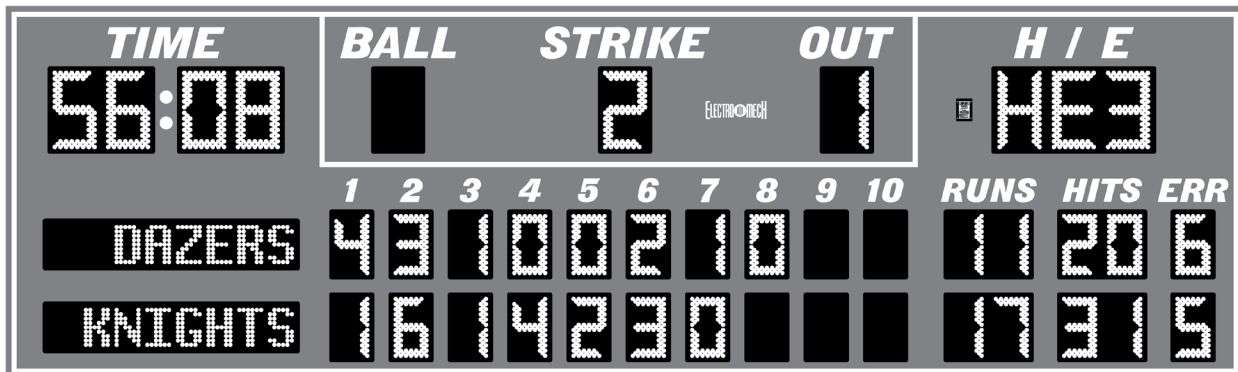 TIME BALL STRIKE OUT H / E
56:08 2 ELECTRO-MECH 1 HE3
1 2 3 4 5 6 7 8 9 10 RUNS HITS ERR
DAZERS 4 3 1 0 0 2 1 0 11 20 6
KNIGHTS 1 6 1 4 2 3 0 17 31 5